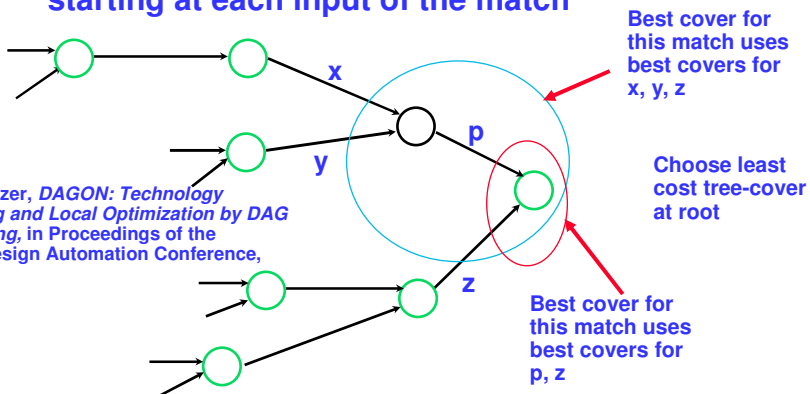 starting at each input of the match
Best cover for
this match uses
best covers for
x, y, z
x
p
y
Choose least
cost tree-cover
at root
zer, DAGON: Technology
g and Local Optimization by DAG
ng, in Proceedings of the
esign Automation Conference,
z
Best cover for
this match uses
best covers for
p, z